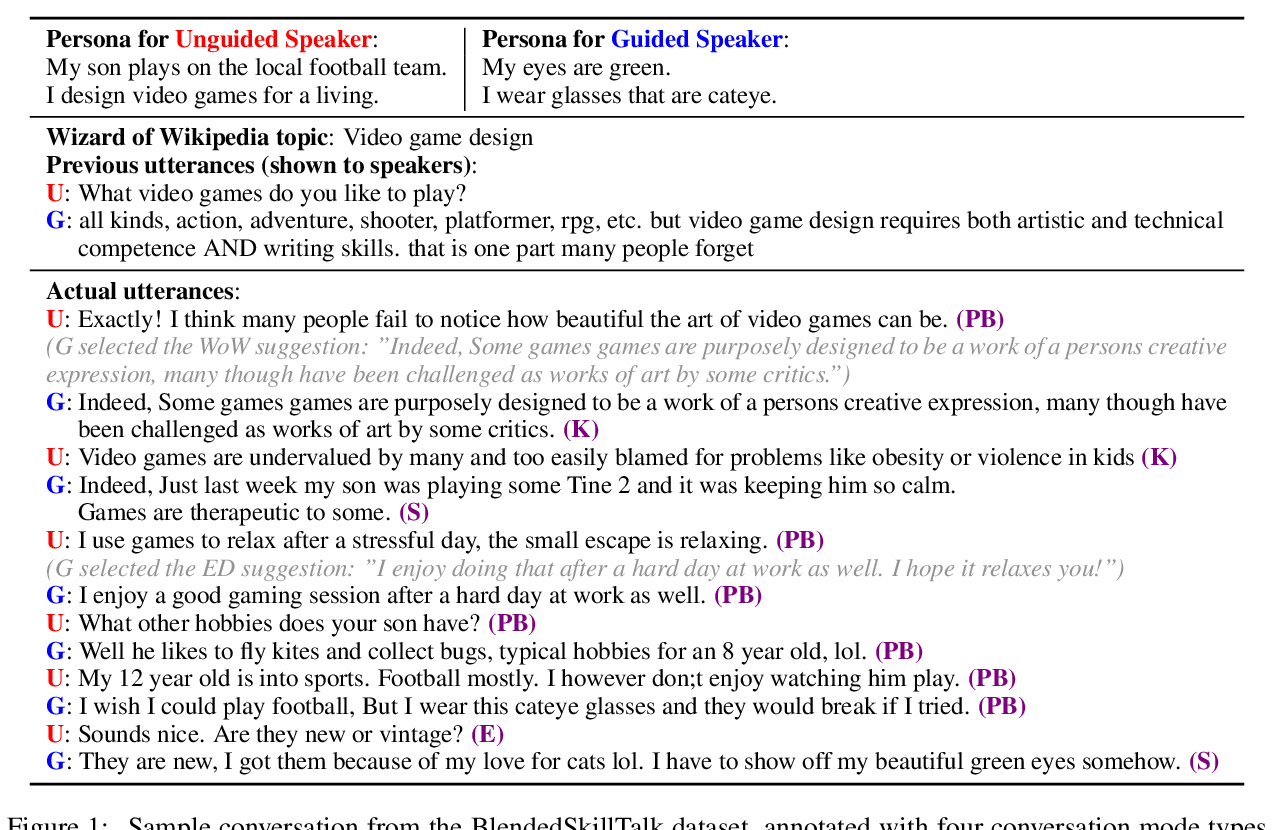 Persona for Unguided Speaker:
My son plays on the local football team.
I design video games for a living.
Persona for Guided Speaker:
My eyes are green.
I wear glasses that are cateye.
Wizard of Wikipedia topic: Video game design
Previous utterances (shown to speakers):
U: What video games do you like to play?
G: all kinds, action, adventure, shooter, platformer, rpg, etc. but video game design requires both artistic and technical
competence AND writing skills. that is one part many people forget
Actual utterances:
U: Exactly! I think many people fail to notice how beautiful the art of video games can be. (PB)
(G selected the WoW suggestion: ”Indeed, Some games games are purposely designed to be a work of a persons creative
expression, many though have been challenged as works of art by some critics.”)
G: Indeed, Some games games are purposely designed to be a work of a persons creative expression, many though have
been challenged as works of art by some critics. (K)
U: Video games are undervalued by many and too easily blamed for problems like obesity or violence in kids (K)
G: Indeed, Just last week my son was playing some Tine 2 and it was keeping him so calm.
Games are therapeutic to some. (S)
U: I use games to relax after a stressful day, the small escape is relaxing. (PB)
(G selected the ED suggestion: ”I enjoy doing that after a hard day at work as well. I hope it relaxes you!”)
G: I enjoy a good gaming session after a hard day at work as well. (PB)
U: What other hobbies does your son have? (PB)
G: Well he likes to fly kites and collect bugs, typical hobbies for an 8 year old, lol. (PB)
U: My 12 year old is into sports. Football mostly. I however don;t enjoy watching him play. (PB)
G: I wish I could play football, But I wear this cateye glasses and they would break if I tried. (PB)
U: Sounds nice. Are they new or vintage? (E)
G: They are new, I got them because of my love for cats lol. I have to show off my beautiful green eyes somehow. (S)
Figure 1: Sample conversation from the BlendedSkillTalk dataset, annotated with four conversation mode types